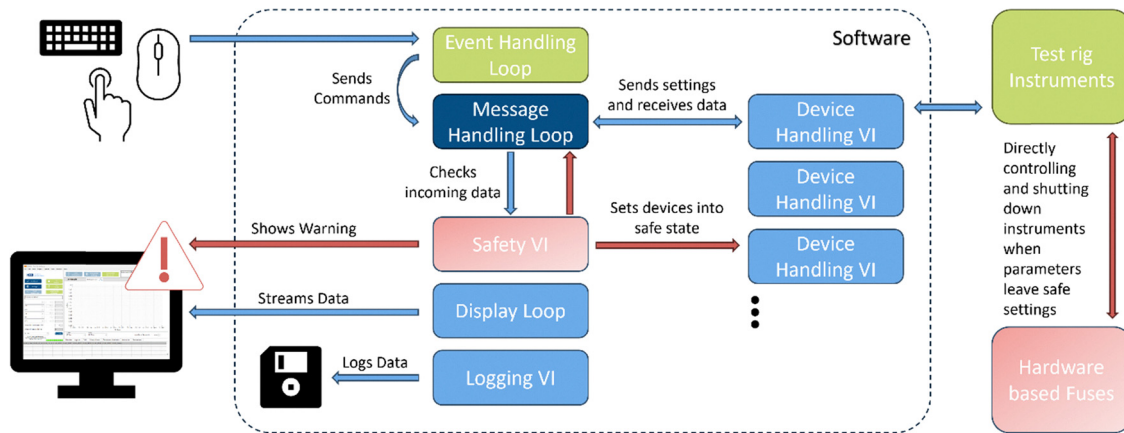 Software
Event Handling
Loop
Sends
Commands
Message
Handling Loop
Sends settings
and receives data
Device
Handling VI
Test rig
Instruments
Checks
incoming data
Device
Handling VI
Directly
controlling
and shutting
down
instruments
when
parameters
leave safe
settings
Shows Warning
Safety VI
Sets devices into
safe state
Device
Handling VI
Streams Data
Display Loop
Logs Data
Logging VI
Hardware
based Fuses